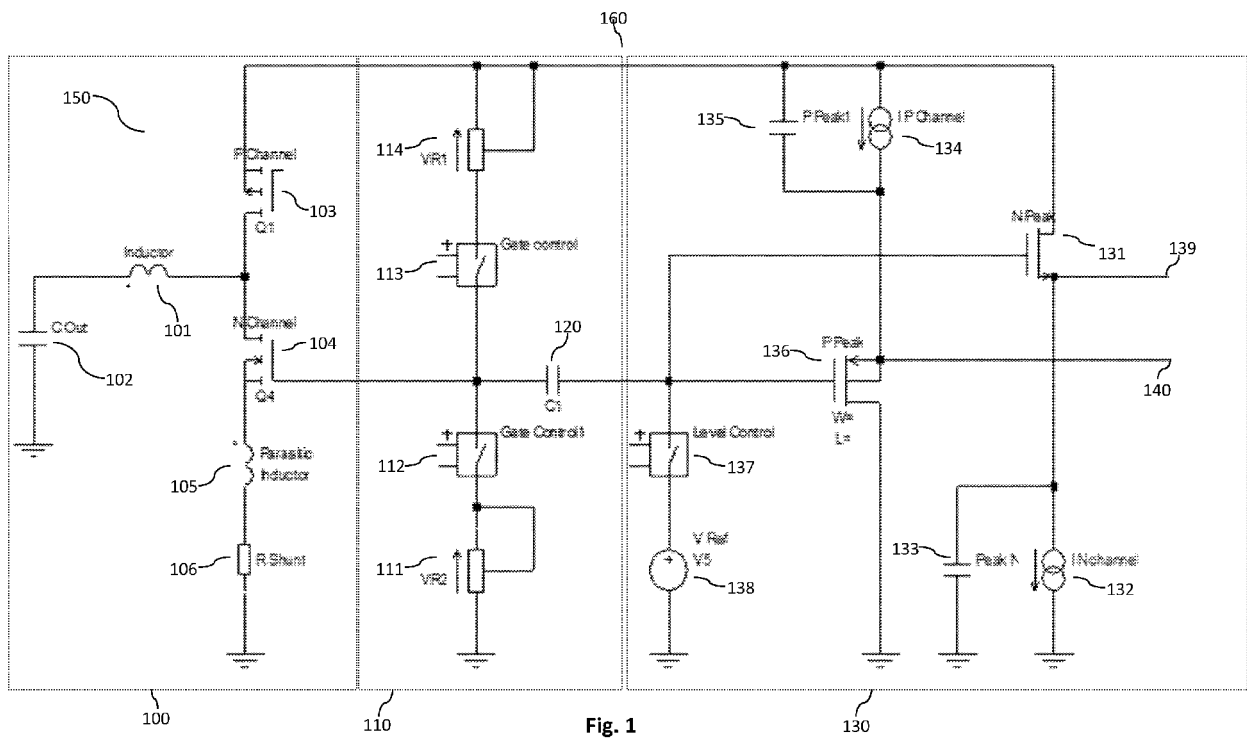 160
150
P Channel
103
Q1
Inductor
101
C Out
102
N Channel
104
Q4
105
Parasitic
Inductor
106
R Shunt
100
114
VR1
113
Gate control
120
C1
112
Gate Control1
111
VR2
110
135
P Peak1
I P Channel
134
N Peak
131
139
136
P Peak
140
W=
L=
Level Control
137
V Ref
V5
138
133
Peak N
I Nchannel
132
130
Fig. 1